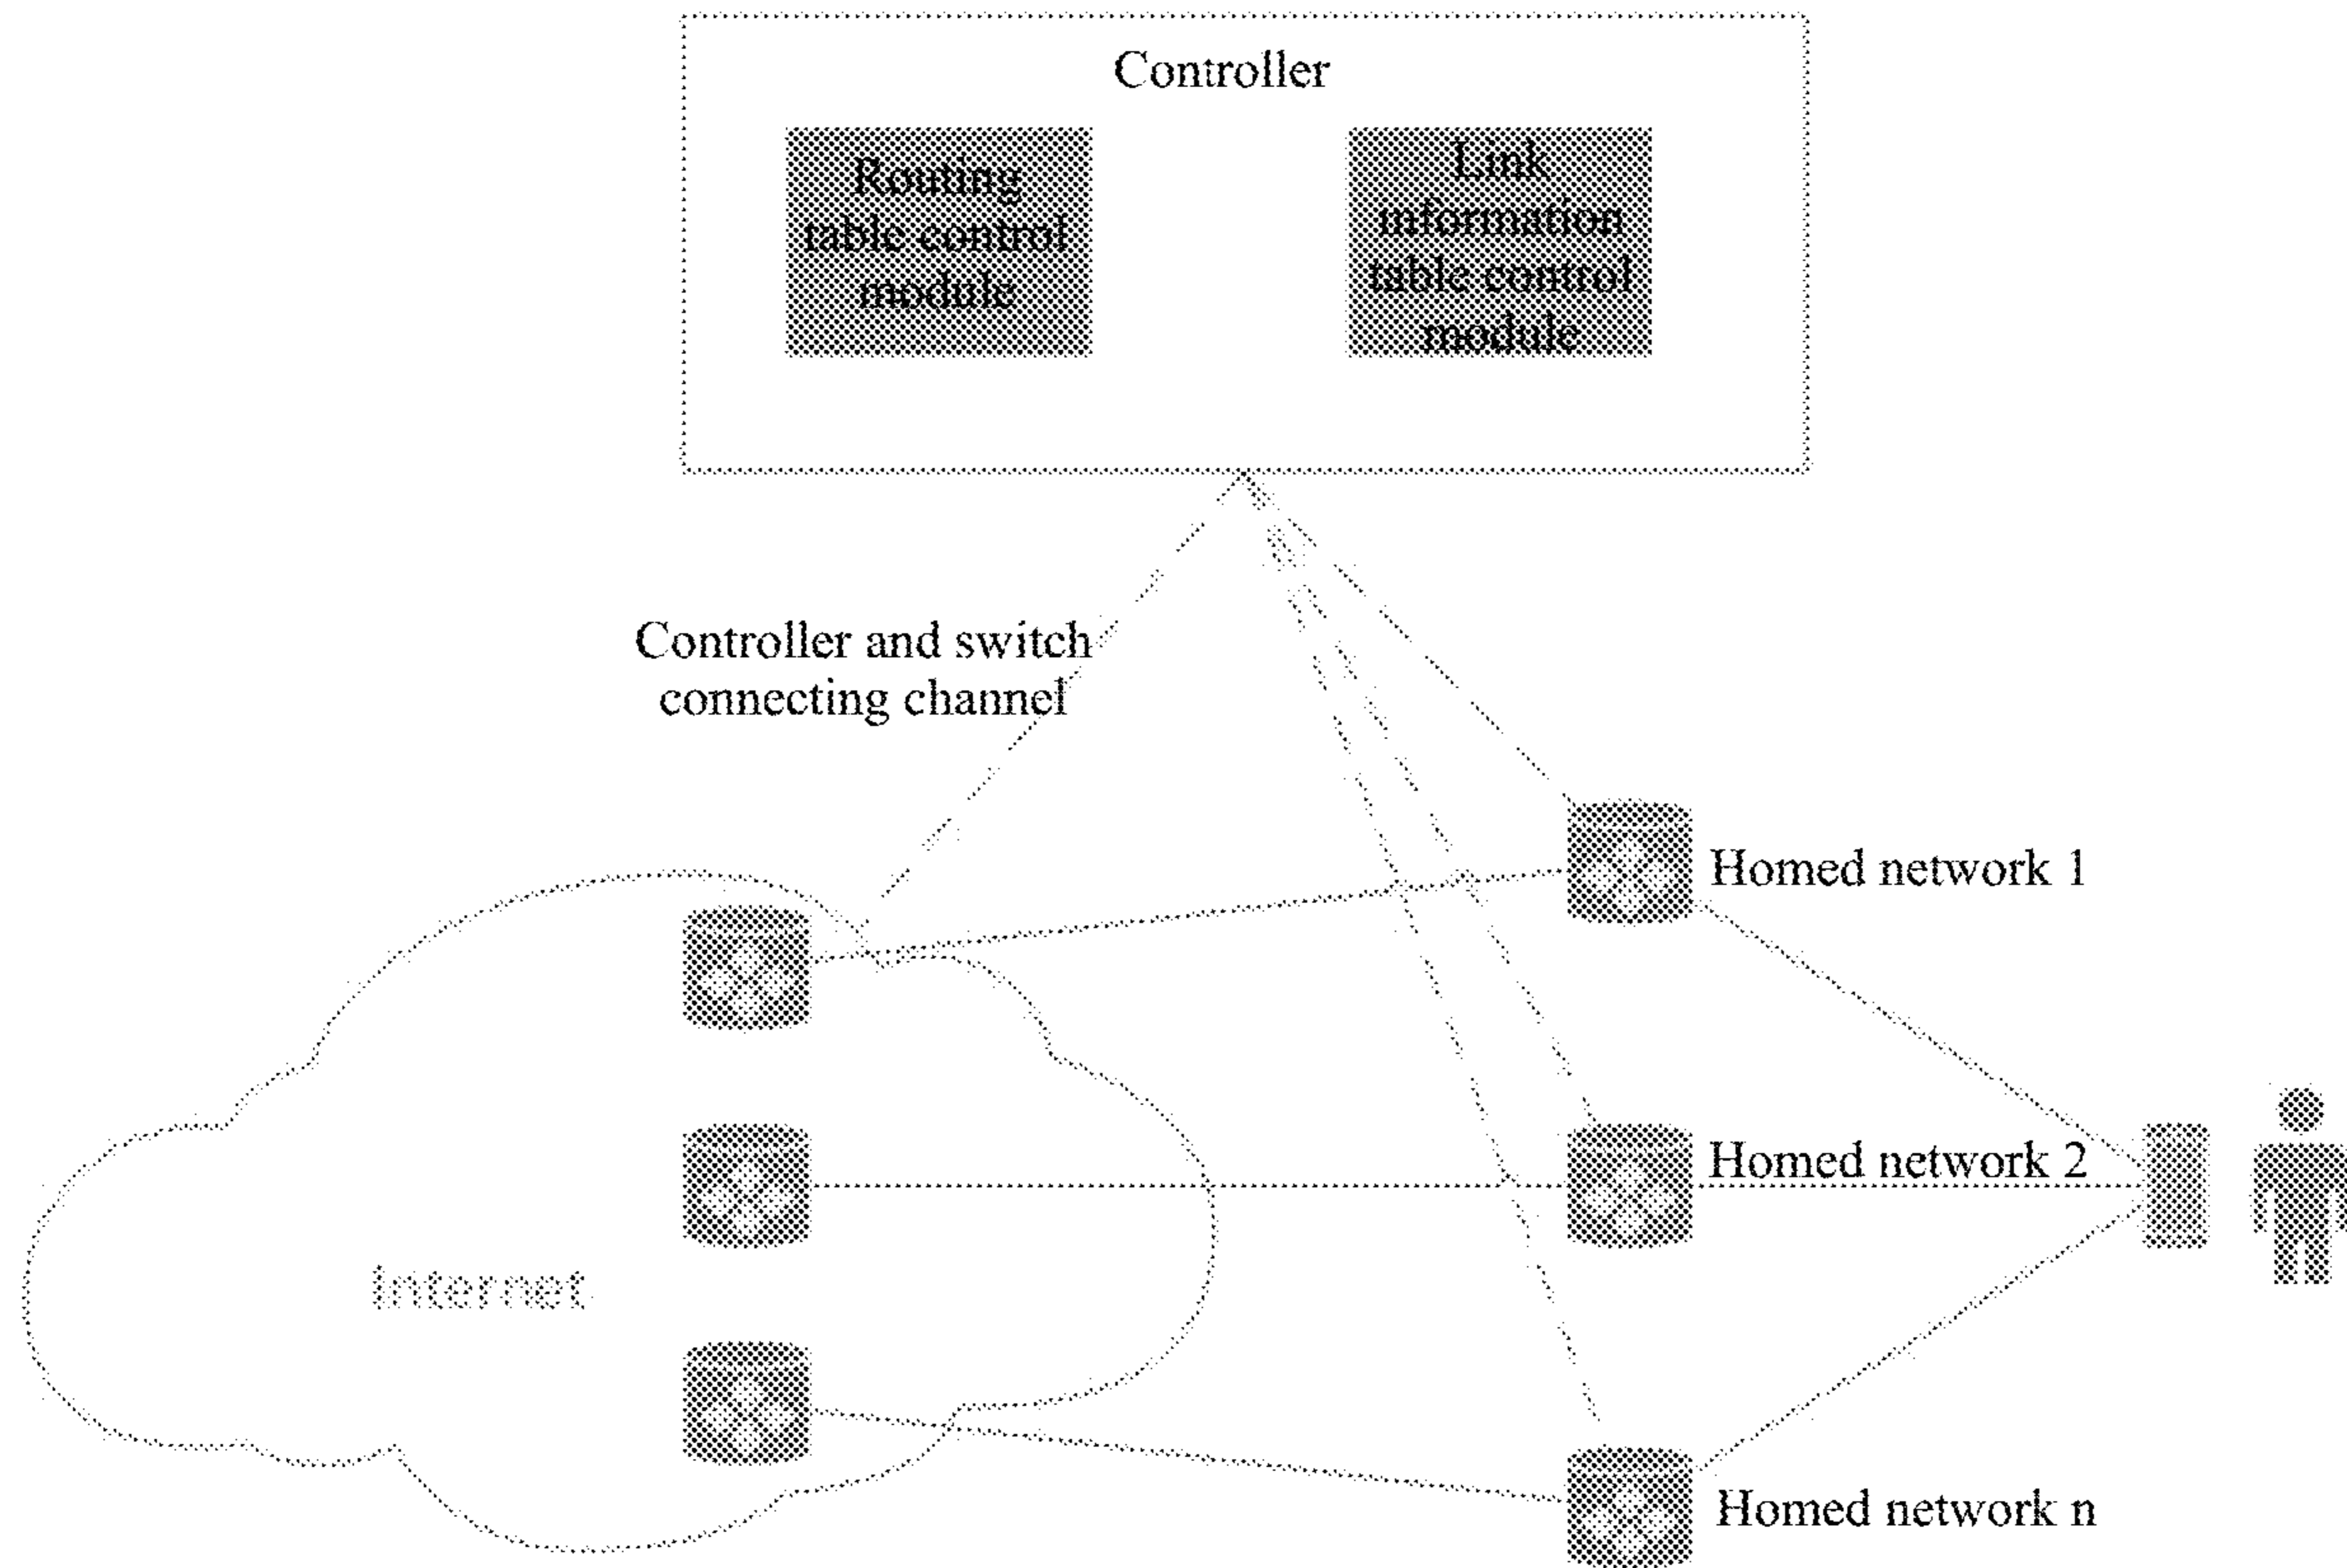 Controller
Routing
table control
module
Link
information
table control
module
Controller and switch
connecting channel
Homed network 1
Homed network 2
Internet
Homed network n